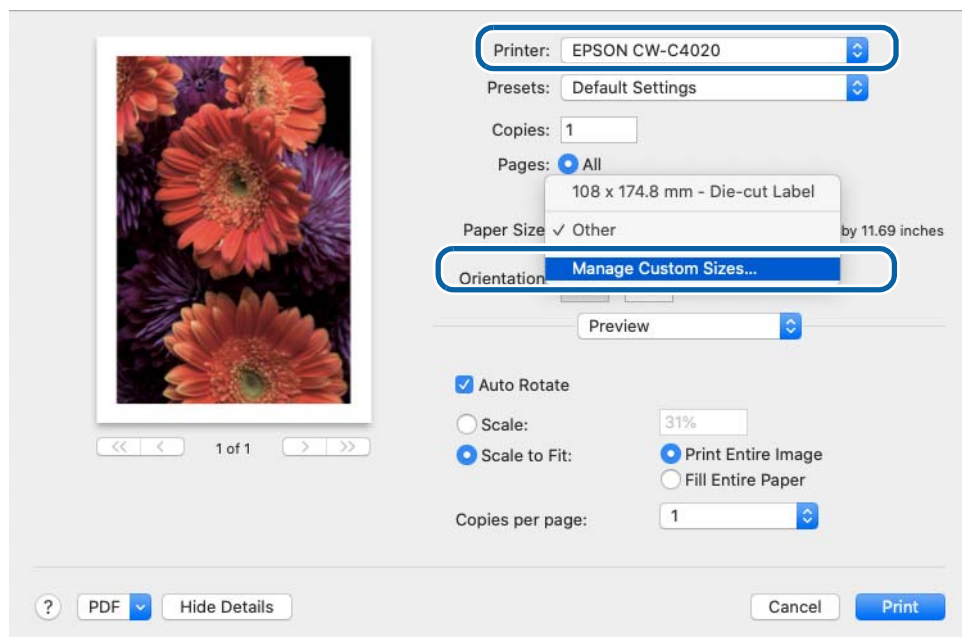 Printer: EPSON CW-C4020
Presets: Default Settings
Copies: 1
Pages: All
108 x 174.8 mm - Die-cut Label
Paper Size ✓ Other by 11.69 inches
Manage Custom Sizes...
Orientation
Preview
Auto Rotate
Scale: 31%
Scale to Fit: Print Entire Image
Fill Entire Paper
<< < 1 of 1 > >>
Copies per page: 1
? PDF Hide Details Cancel Print